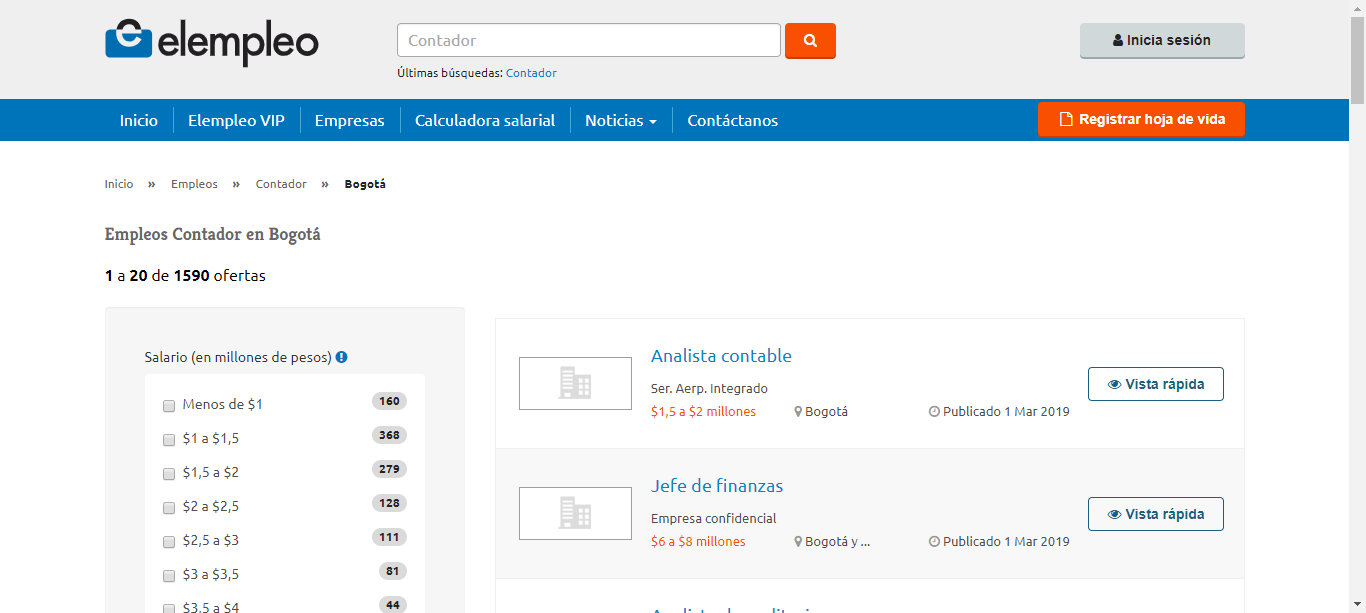 elempleo
Contador
Inicia sesión
Últimas búsquedas: Contador
Inicio
Elempleo VIP
Empresas
Calculadora salarial
Noticias
Contáctanos
Registrar hoja de vida
Inicio » Empleos » Contador » Bogotá
Empleos Contador en Bogotá
1 a 20 de 1590 ofertas
Salario (en millones de pesos)
Menos de $1 160
$1 a $1,5 368
$1,5 a $2 279
$2 a $2,5 128
$2,5 a $3 111
$3 a $3,5 81
$3,5 a $4 44
Analista contable
Ser. Aerp. Integrado
$1,5 a $2 millones Bogotá Publicado 1 Mar 2019
Vista rápida
Jefe de finanzas
Empresa confidencial
$6 a $8 millones Bogotá y ... Publicado 1 Mar 2019
Vista rápida